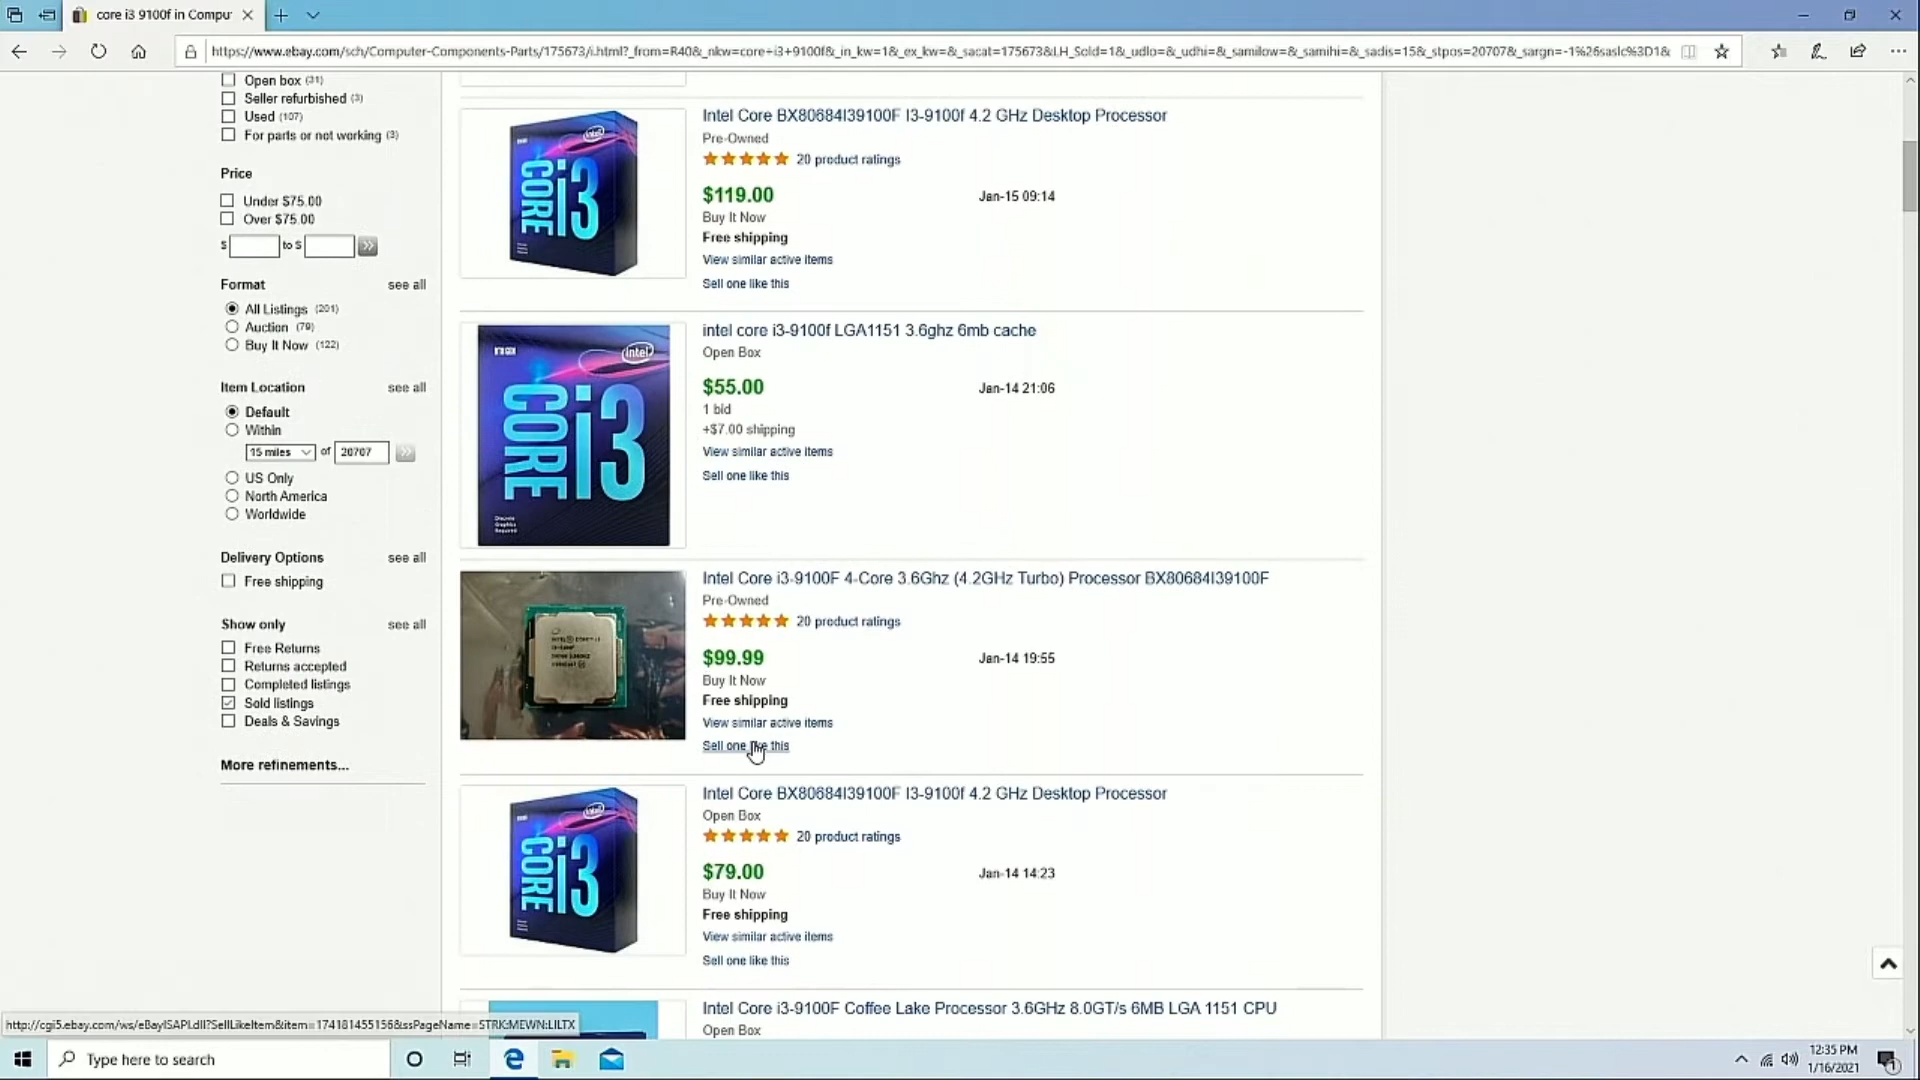 core i3 9100f in Compu
https://www.ebay.com/sch/Computer-Components-Parts/175673/i.html?_from=R40&_nkw=core+i3+9100f&_in_kw=1&_ex_kw=&_sacat=175673&LH_Sold=1&_udlo=&_udhi=&_samilow=&_samihi=&_sadis=15&_stpos=20707&_sargn=-1%26saslc%3D1&
Open box (31)
Seller refurbished (3)
Used (107)
For parts or not working (3)
Price
Under $75.00
Over $75.00
$ to $
Format see all
All Listings (201)
Auction (79)
Buy It Now (122)
Item Location see all
Default
Within
15 miles of 20707
US Only
North America
Worldwide
Delivery Options see all
Free shipping
Show only see all
Free Returns
Returns accepted
Completed listings
Sold listings
Deals & Savings
More refinements...
intel
CORE i3
Intel Core BX80684I39100F I3-9100f 4.2 GHz Desktop Processor
Pre-Owned
20 product ratings
$119.00 Jan-15 09:14
Buy It Now
Free shipping
View similar active items
Sell one like this
intel
CORE i3
Discrete
Graphics
Required
intel core i3-9100f LGA1151 3.6ghz 6mb cache
Open Box
$55.00 Jan-14 21:06
1 bid
+$7.00 shipping
View similar active items
Sell one like this
Intel Core i3-9100F 4-Core 3.6Ghz (4.2GHz Turbo) Processor BX80684I39100F
Pre-Owned
20 product ratings
$99.99 Jan-14 19:55
Buy It Now
Free shipping
View similar active items
Sell one like this
intel
CORE i3
Intel Core BX80684I39100F I3-9100f 4.2 GHz Desktop Processor
Open Box
20 product ratings
$79.00 Jan-14 14:23
Buy It Now
Free shipping
View similar active items
Sell one like this
Intel Core i3-9100F Coffee Lake Processor 3.6GHz 8.0GT/s 6MB LGA 1151 CPU
Open Box
http://cgi5.ebay.com/ws/eBayISAPI.dll?SellLikeItem&item=174181455156&ssPageName=STRK:MEWN:LILTX
Type here to search
12:35 PM
1/16/2021
1